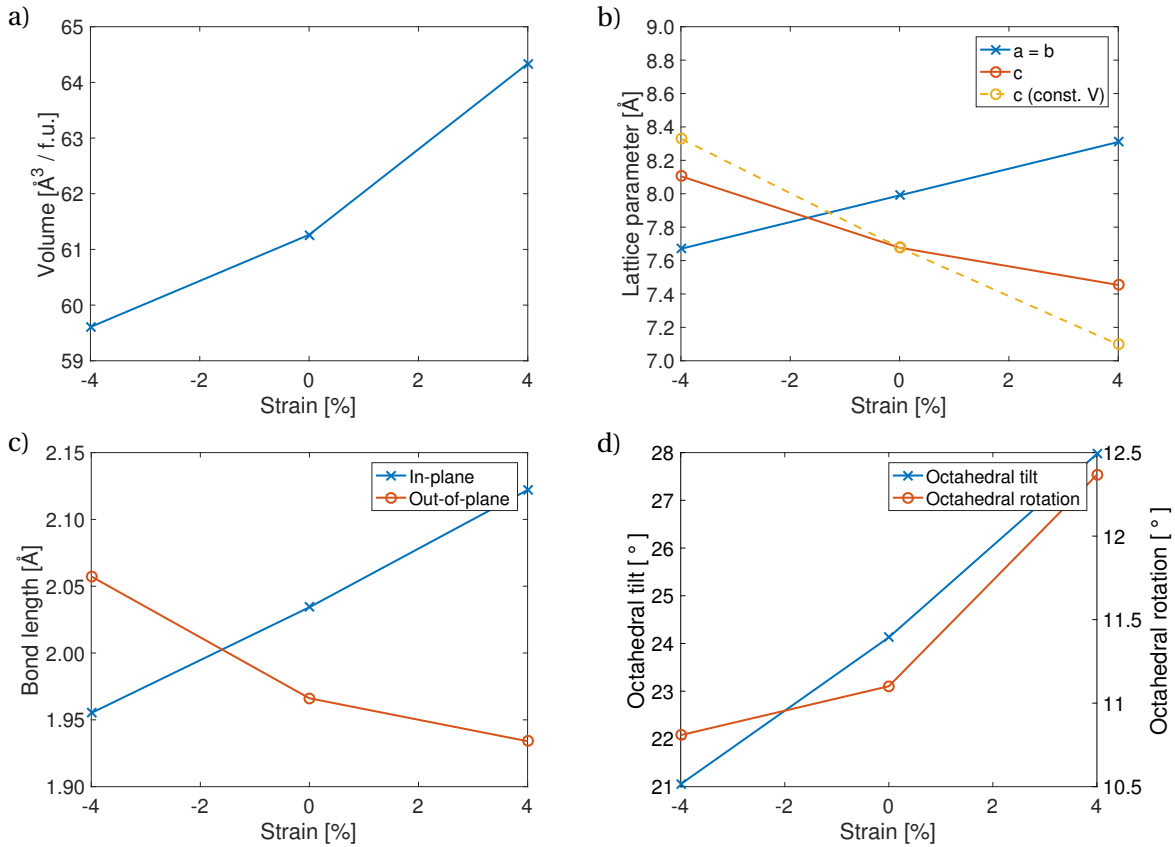 a)
65
64
63
62
61
60
59
Volume [Å³ / f.u.]
-4 -2 0 2 4
Strain [%]
b)
9.0
8.8
8.6
8.4
8.2
8.0
7.8
7.6
7.4
7.2
7.0
Lattice parameter [Å]
a = b
c
c (const. V)
-4 -2 0 2 4
Strain [%]
c)
2.15
2.10
2.05
2.00
1.95
1.90
Bond length [Å]
In-plane
Out-of-plane
-4 -2 0 2 4
Strain [%]
d)
28
27
26
25
24
23
22
21
Octahedral tilt [ ° ]
Octahedral tilt
Octahedral rotation
12.5
12
11.5
11
10.5
Octahedral rotation [ ° ]
-4 -2 0 2 4
Strain [%]